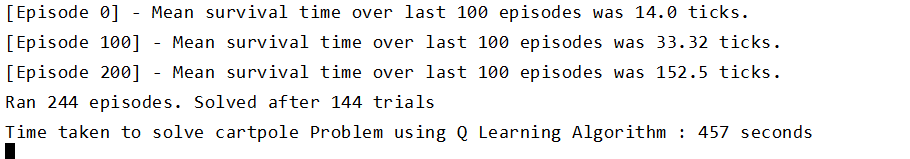 [Episode 0] - Mean survival time over last 100 episodes was 14.0 ticks.
[Episode 100] - Mean survival time over last 100 episodes was 33.32 ticks.
[Episode 200] - Mean survival time over last 100 episodes was 152.5 ticks.
Ran 244 episodes. Solved after 144 trials
Time taken to solve cartpole Problem using Q Learning Algorithm : 457 seconds